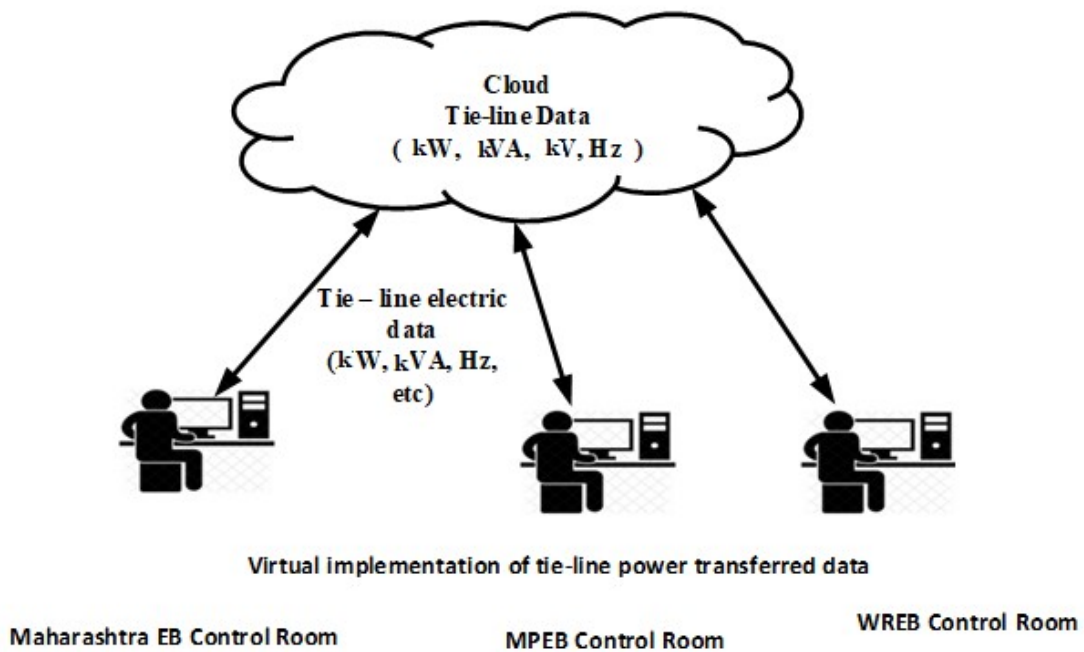 Cloud
Tie-line Data
( kW, kVA, kV, Hz )
Tie – line electric
data
(kW, kVA, Hz,
etc)
Virtual implementation of tie-line power transferred data
Maharashtra EB Control Room
MPEB Control Room
WREB Control Room